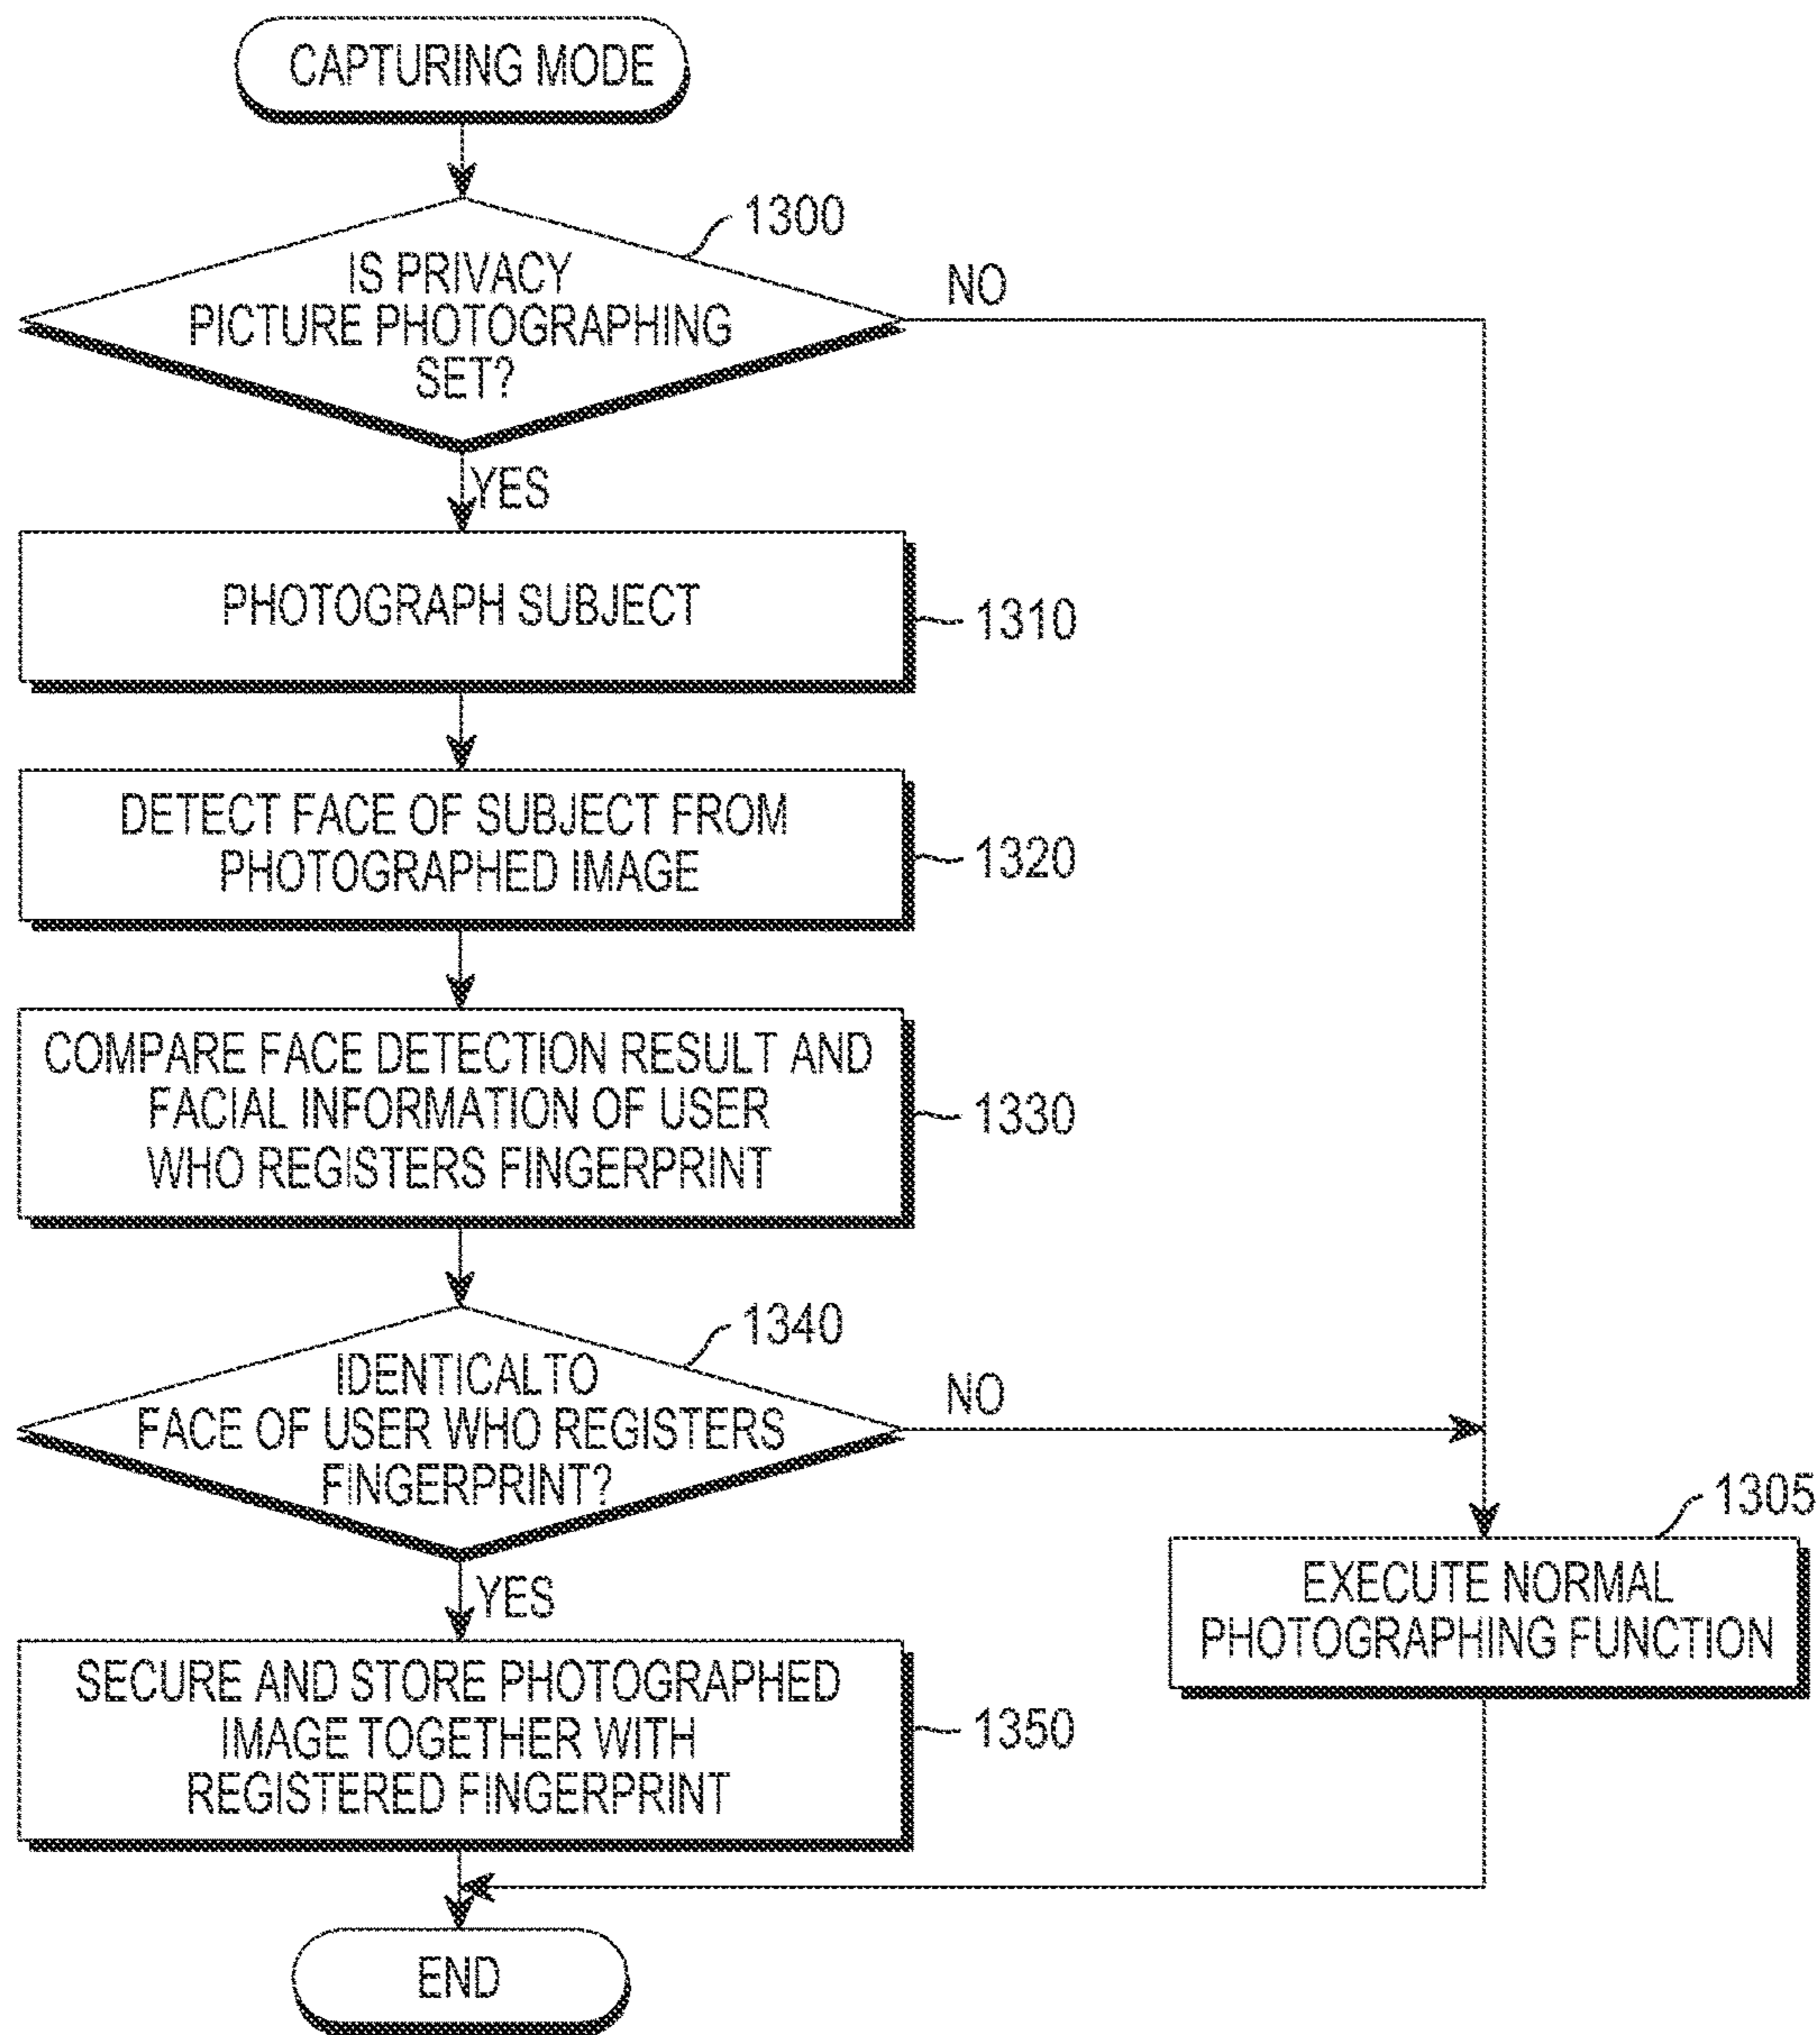 CAPTURING MODE
1300
IS PRIVACY
PICTURE PHOTOGRAPHING
SET?
NO
YES
PHOTOGRAPH SUBJECT
1310
DETECT FACE OF SUBJECT FROM
PHOTOGRAPHED IMAGE
1320
COMPARE FACE DETECTION RESULT AND
FACIAL INFORMATION OF USER
WHO REGISTERS FINGERPRINT
1330
1340
IDENTICAL TO
FACE OF USER WHO REGISTERS
FINGERPRINT?
NO
YES
1305
EXECUTE NORMAL
PHOTOGRAPHING FUNCTION
SECURE AND STORE PHOTOGRAPHED
IMAGE TOGETHER WITH
REGISTERED FINGERPRINT
1350
END